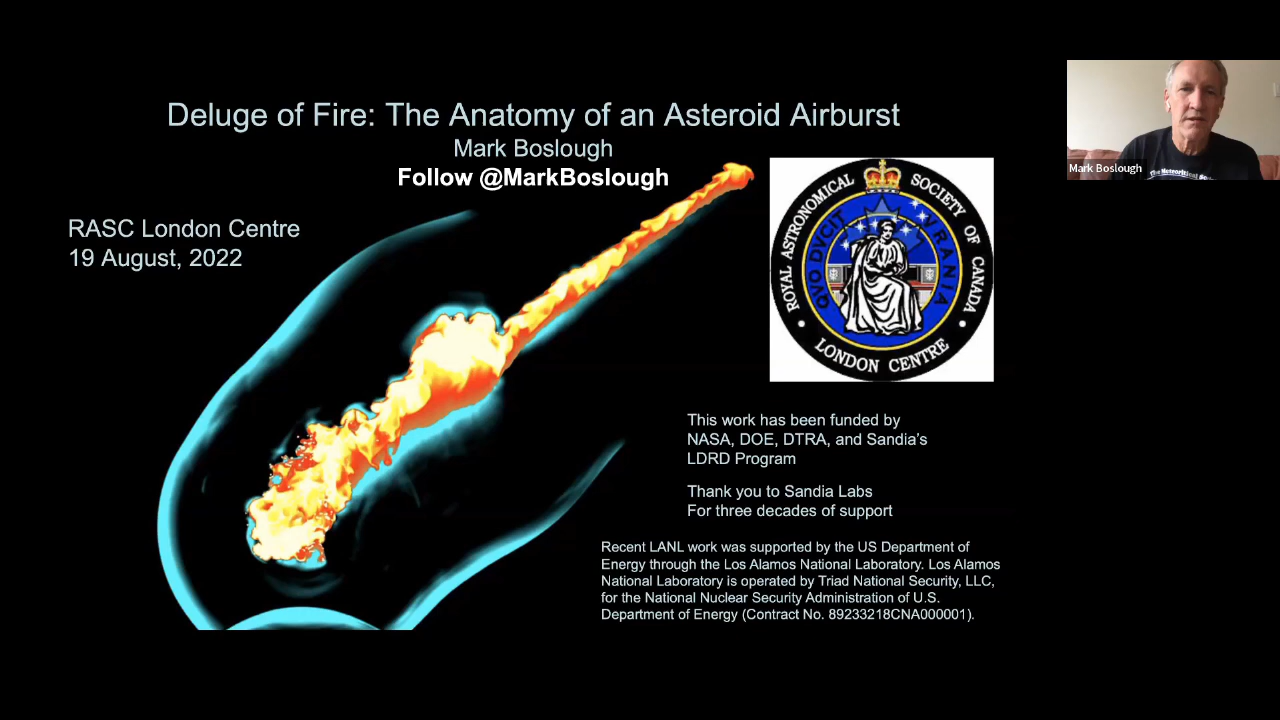 Deluge of Fire: The Anatomy of an Asteroid Airburst
Mark Boslough
Follow @MarkBoslough
RASC London Centre
19 August, 2022
ROYAL ASTRONOMICAL SOCIETY OF CANADA
QVO DVCIT VRANIA
LONDON CENTRE
Mark Boslough
This work has been funded by
NASA, DOE, DTRA, and Sandia's
LDRD Program
Thank you to Sandia Labs
For three decades of support
Recent LANL work was supported by the US Department of
Energy through the Los Alamos National Laboratory. Los Alamos
National Laboratory is operated by Triad National Security, LLC,
for the National Nuclear Security Administration of U.S.
Department of Energy (Contract No. 89233218CNA000001).